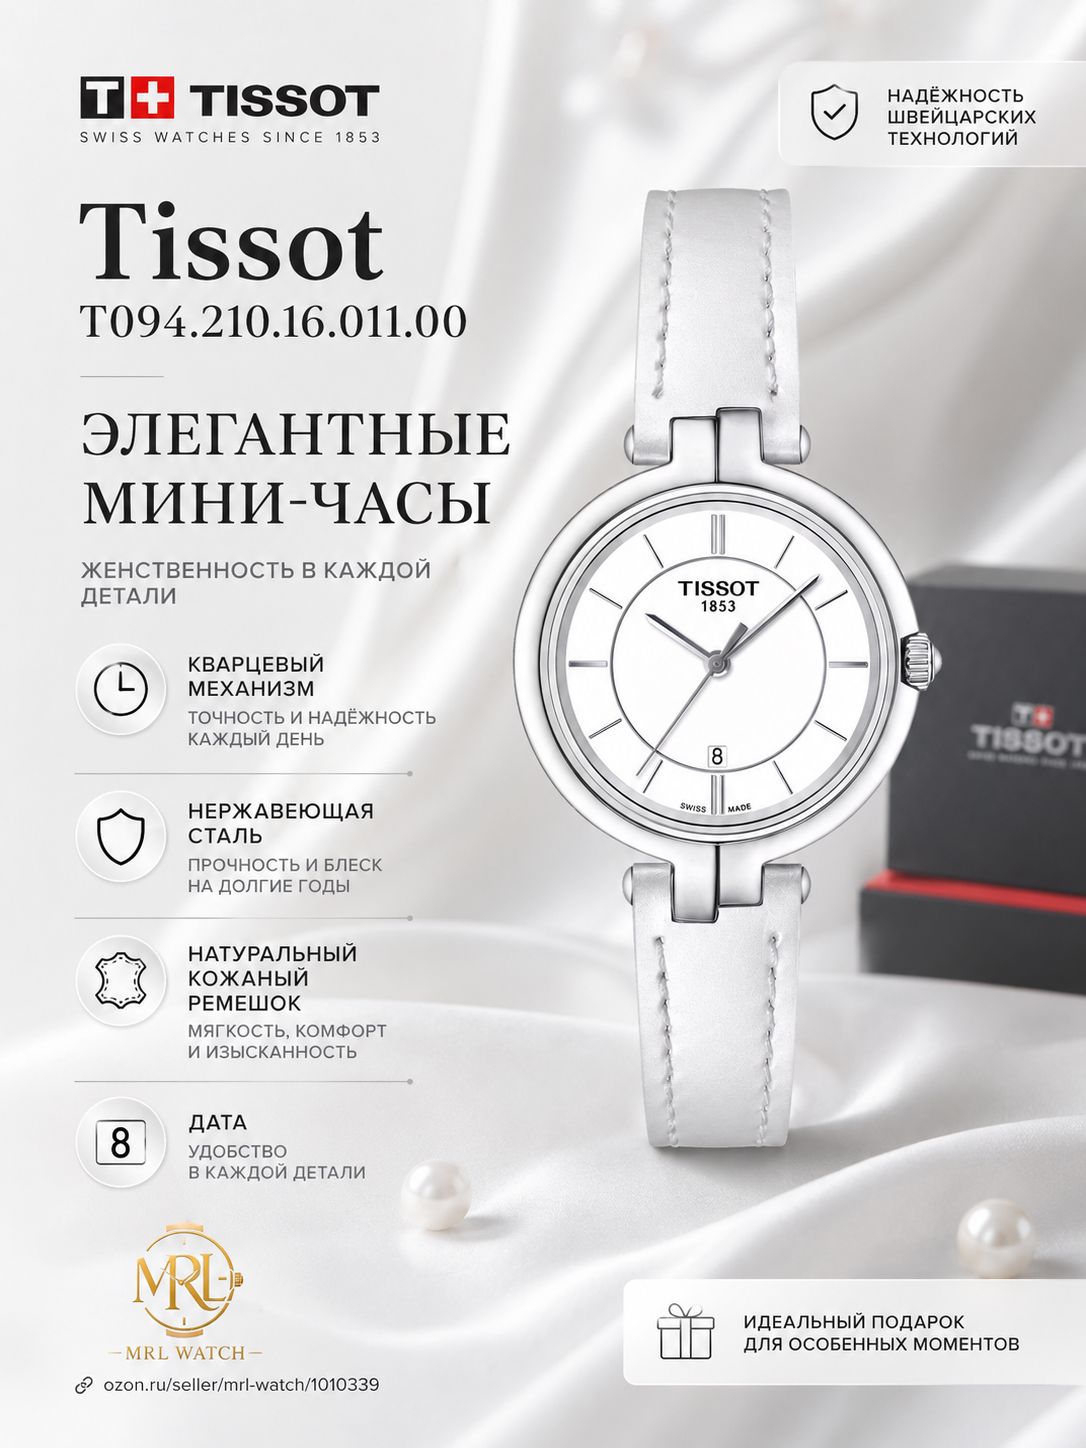 TISSOT
SWISS WATCHES SINCE 1853
НАДЁЖНОСТЬ
ШВЕЙЦАРСКИХ
ТЕХНОЛОГИЙ
Tissot
T094.210.16.011.00
ЭЛЕГАНТНЫЕ
МИНИ-ЧАСЫ
ЖЕНСТВЕННОСТЬ В КАЖДОЙ
ДЕТАЛИ
КВАРЦЕВЫЙ
МЕХАНИЗМ
ТОЧНОСТЬ И НАДЁЖНОСТЬ
КАЖДЫЙ ДЕНЬ
НЕРЖАВЕЮЩАЯ
СТАЛЬ
ПРОЧНОСТЬ И БЛЕСК
НА ДОЛГИЕ ГОДЫ
НАТУРАЛЬНЫЙ
КОЖАНЫЙ
РЕМЕШОК
МЯГКОСТЬ, КОМФОРТ
И ИЗЫСКАННОСТЬ
8
ДАТА
УДОБСТВО
В КАЖДОЙ ДЕТАЛИ
TISSOT
1853
8
SWISS MADE
TISSOT
MRL
MRL WATCH
ozon.ru/seller/mrl-watch/1010339
ИДЕАЛЬНЫЙ ПОДАРОК
ДЛЯ ОСОБЕННЫХ МОМЕНТОВ